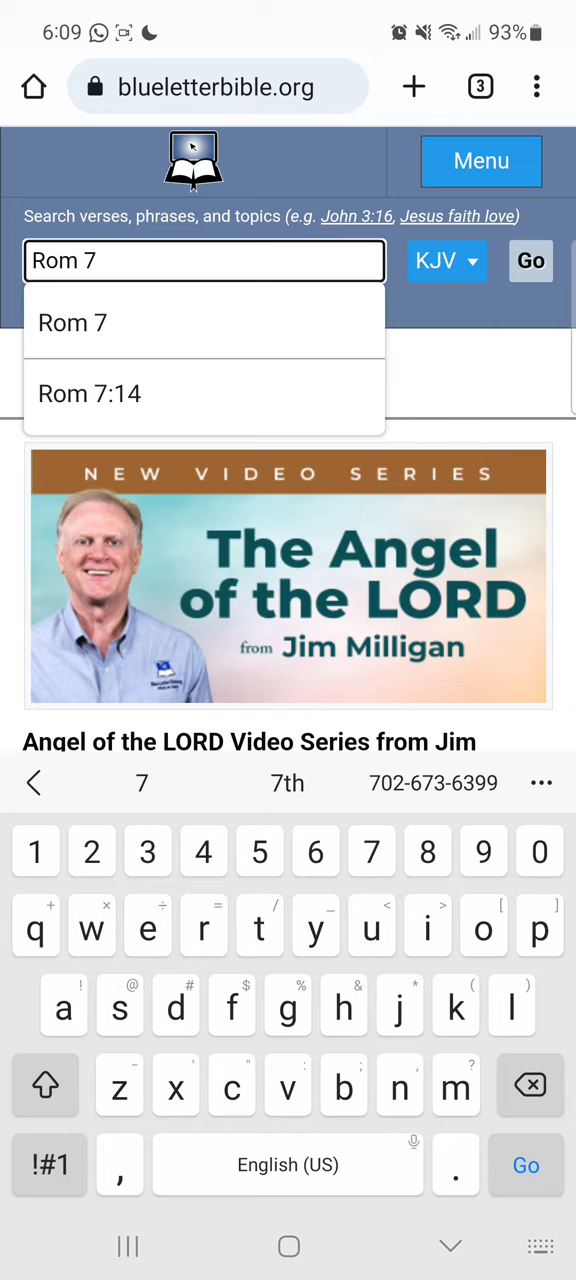 6:09 93%
blueletterbible.org 3
Menu
Search verses, phrases, and topics (e.g. John 3:16, Jesus faith love)
Rom 7 KJV Go
Rom 7
Rom 7:14
NEW VIDEO SERIES
The Angel
of the LORD
from Jim Milligan
Angel of the LORD Video Series from Jim
7 7th 702-673-6399
1 2 3 4 5 6 7 8 9 0
+ × ÷ = / _ < > [ ]
q w e r t y u i o p
! @ # $ % & * ( )
a s d f g h j k l
- ' " : ; , ?
z x c v b n m
!#1 , English (US) . Go